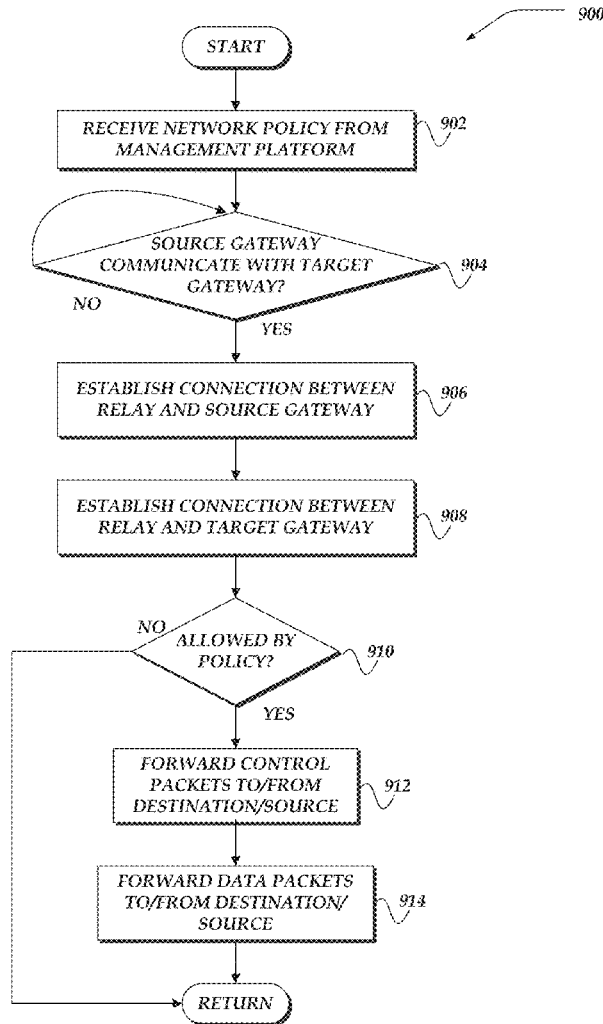 900
START
RECEIVE NETWORK POLICY FROM
MANAGEMENT PLATFORM
902
SOURCE GATEWAY
COMMUNICATE WITH TARGET
GATEWAY?
904
NO
YES
ESTABLISH CONNECTION BETWEEN
RELAY AND SOURCE GATEWAY
906
ESTABLISH CONNECTION BETWEEN
RELAY AND TARGET GATEWAY
908
NO
ALLOWED BY
POLICY?
910
YES
FORWARD CONTROL
PACKETS TO/FROM
DESTINATION/SOURCE
912
FORWARD DATA PACKETS
TO/FROM DESTINATION/
SOURCE
914
RETURN